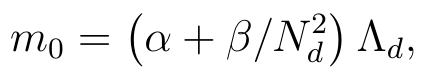 $m_0 = \left(\alpha + \beta/N_d^2\right)\Lambda_d,$